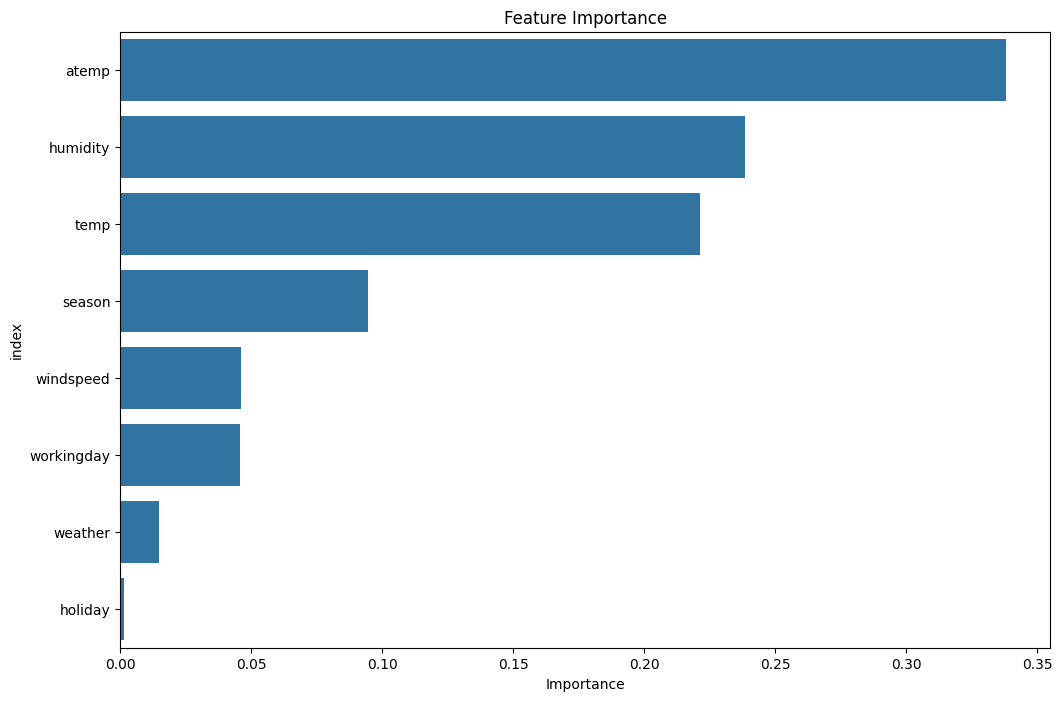 Feature Importance
atemp
humidity
temp
season
windspeed
workingday
weather
holiday
index
0.00 0.05 0.10 0.15 0.20 0.25 0.30 0.35
Importance